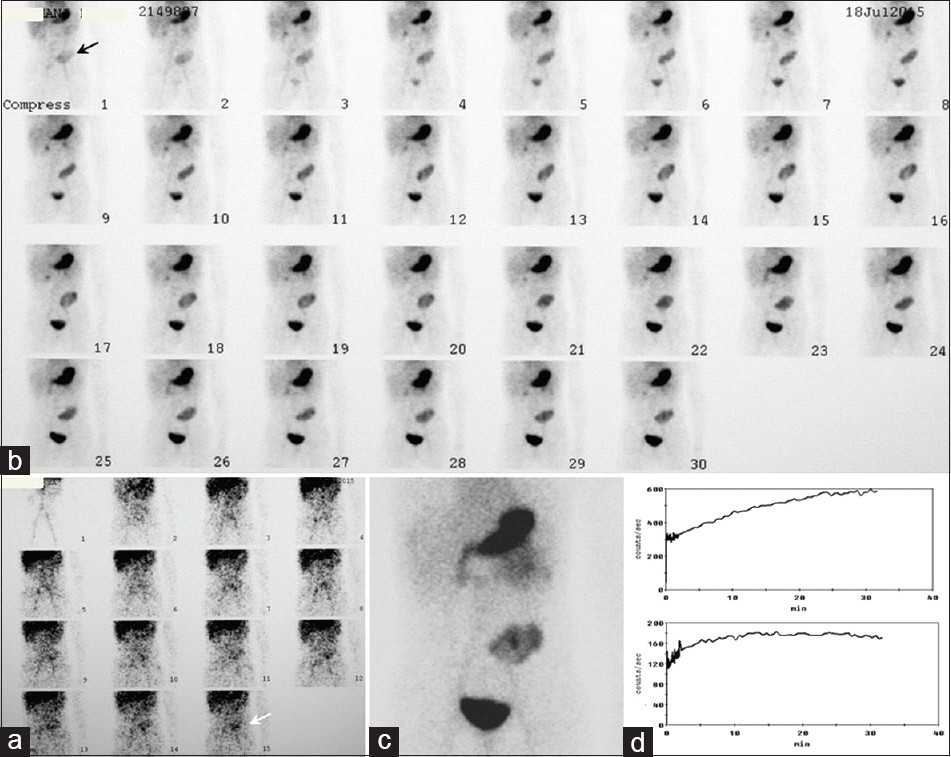 2149887
18Jul2015
Compress 1 2 3 4 5 6 7 8
9 10 11 12 13 14 15 16
17 18 19 20 21 22 23 24
25 26 27 28 29 30
b
2015
1 2 3 4
5 6 7 8
9 10 11 12
13 14 15
a
c
600
400
200
0
counts/sec
0 10 20 30 40
min
200
160
120
80
40
0
counts/sec
0 10 20 30 40
min
d